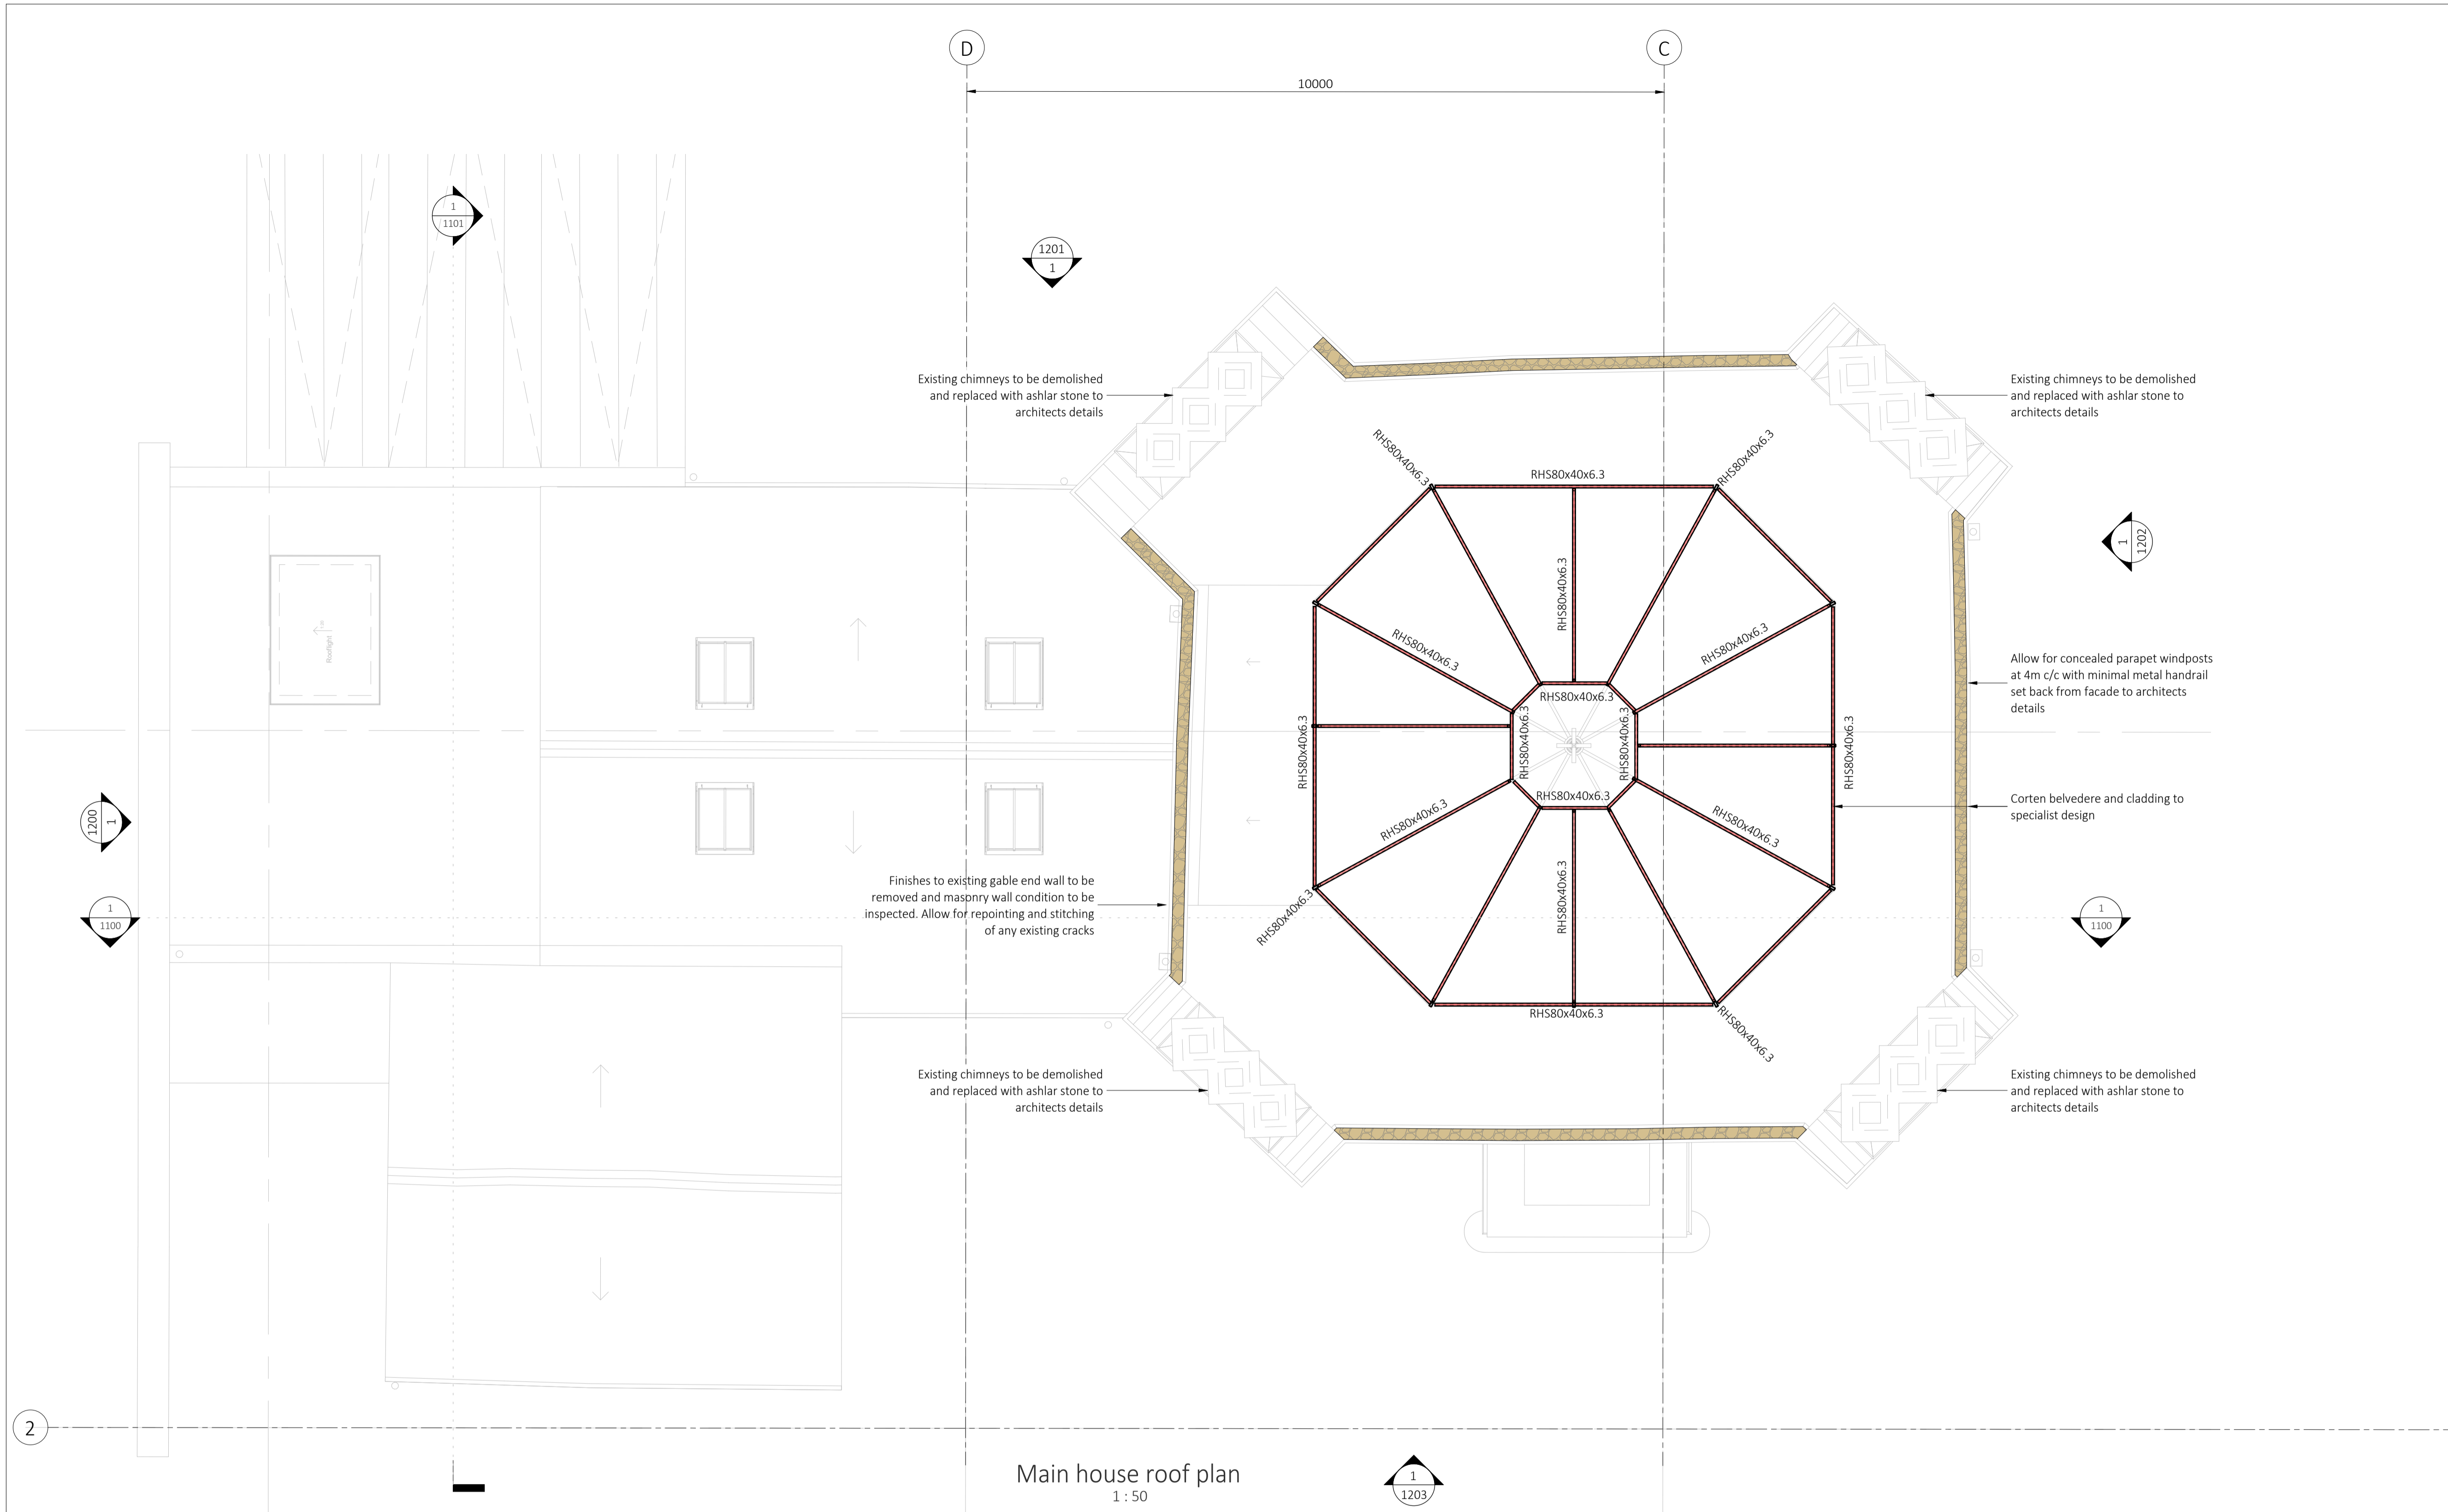 D
C
10000
1
1101
1201
1
Existing chimneys to be demolished
and replaced with ashlar stone to
architects details
Existing chimneys to be demolished
and replaced with ashlar stone to
architects details
RHS80x40x6.3
RHS80x40x6.3
RHS80x40x6.3
1
1202
RHS80x40x6.3
RHS80x40x6.3
RHS80x40x6.3
Rooflight
Allow for concealed parapet windposts
at 4m c/c with minimal metal handrail
set back from facade to architects
details
RHS80x40x6.3
RHS80x40x6.3
RHS80x40x6.3
RHS80x40x6.3
RHS80x40x6.3
RHS80x40x6.3
Corten belvedere and cladding to
specialist design
1200
1
RHS80x40x6.3
RHS80x40x6.3
RHS80x40x6.3
Finishes to existing gable end wall to be
removed and masonry wall condition to be
inspected. Allow for repointing and stitching
of any existing cracks
1
1100
RHS80x40x6.3
1
1100
RHS80x40x6.3
RHS80x40x6.3
Existing chimneys to be demolished
and replaced with ashlar stone to
architects details
Existing chimneys to be demolished
and replaced with ashlar stone to
architects details
2
Main house roof plan
1 : 50
1
1203